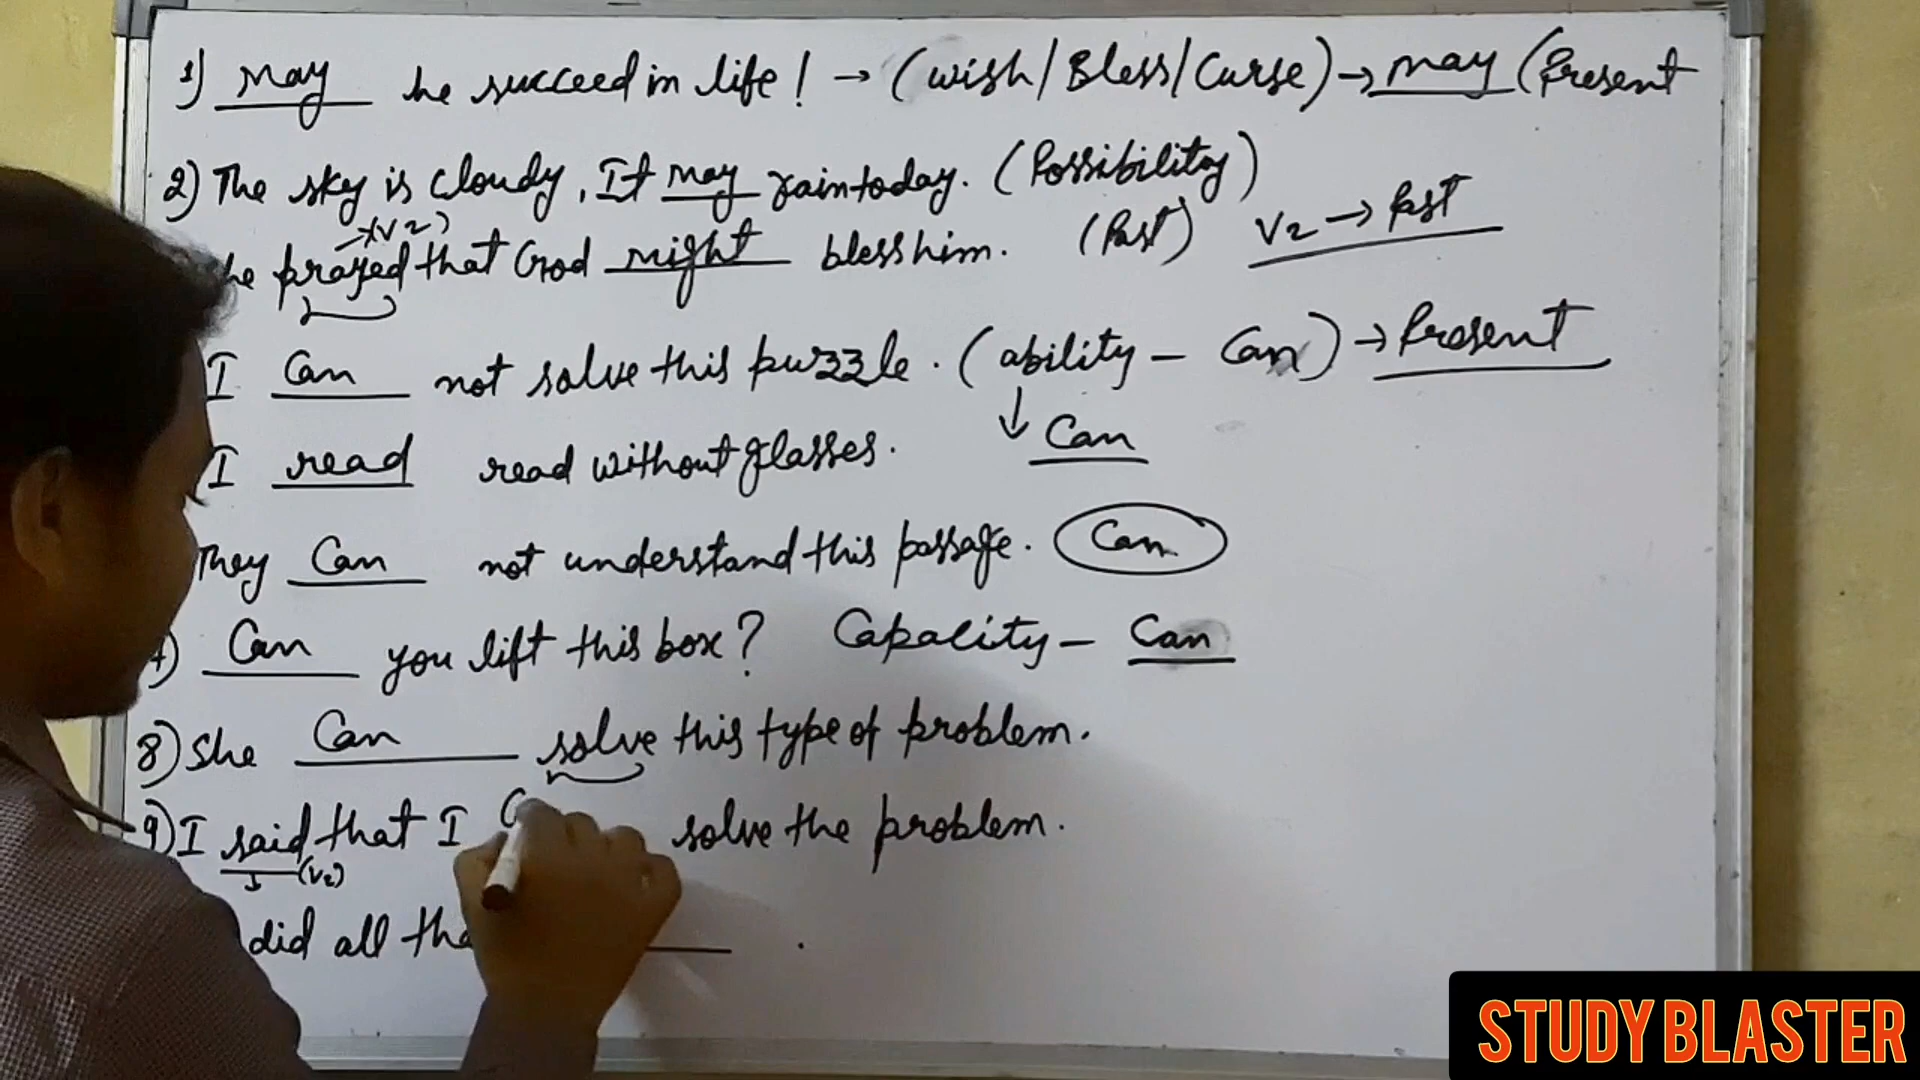 1) May he succeed in life! → (wish/Bless/Curse) → may (Present
2) The sky is cloudy, It may rain today. (Possibility)
→ (V2)
he prayed that God might bless him. (Past) V2 → Past
I Can not solve this puzzle. (ability - Can) → Present
↓ Can
I read read without glasses.
They Can not understand this passage. Can
7) Can you lift this box? Capacity - Can
8) She Can solve this type of problem.
9) I said that I C solve the problem.
(V2)
did all .
STUDY BLASTER